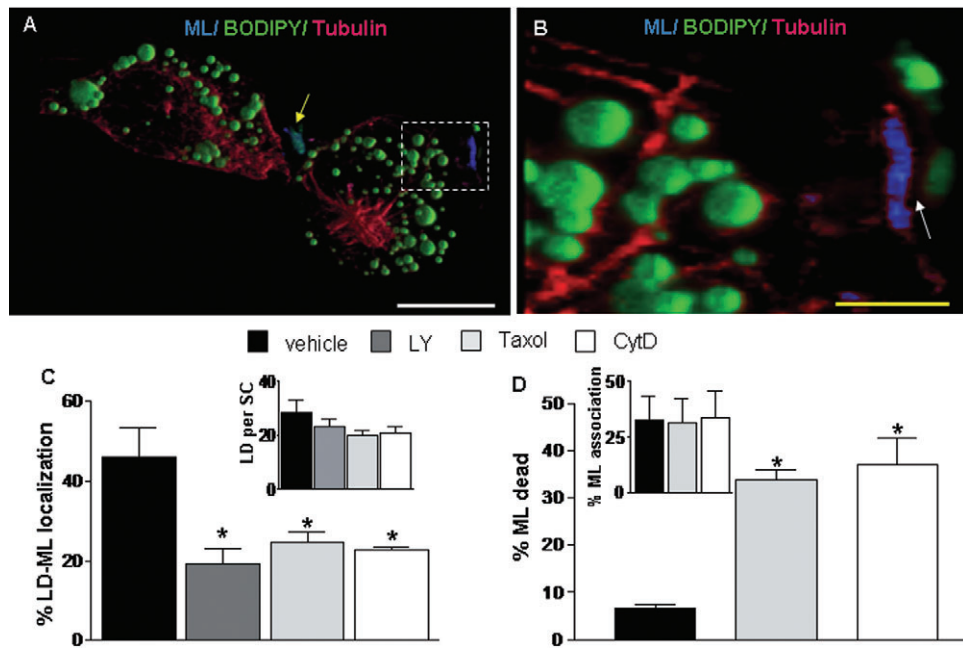 A ML/ BODIPY/ Tubulin
B ML/ BODIPY/ Tubulin
vehicle LY Taxol CytD
C
% LD-ML localization
60
40
20
0
* * *
LD per SC
40
20
0
D
% ML dead
50
40
30
20
10
0
* *
% ML association
50
25
0